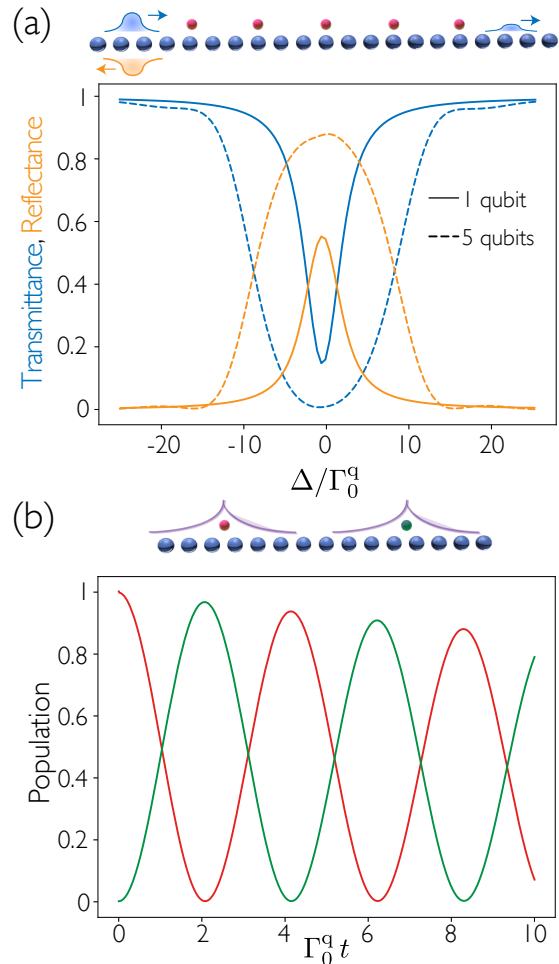 (a)
Transmittance, Reflectance
1
0.8
0.6
0.4
0.2
0
1 qubit
5 qubits
-20 -10 0 10 20
Δ/Γ₀^q
(b)
Population
1
0.8
0.6
0.4
0.2
0
0 2 4 6 8 10
Γ₀^q t